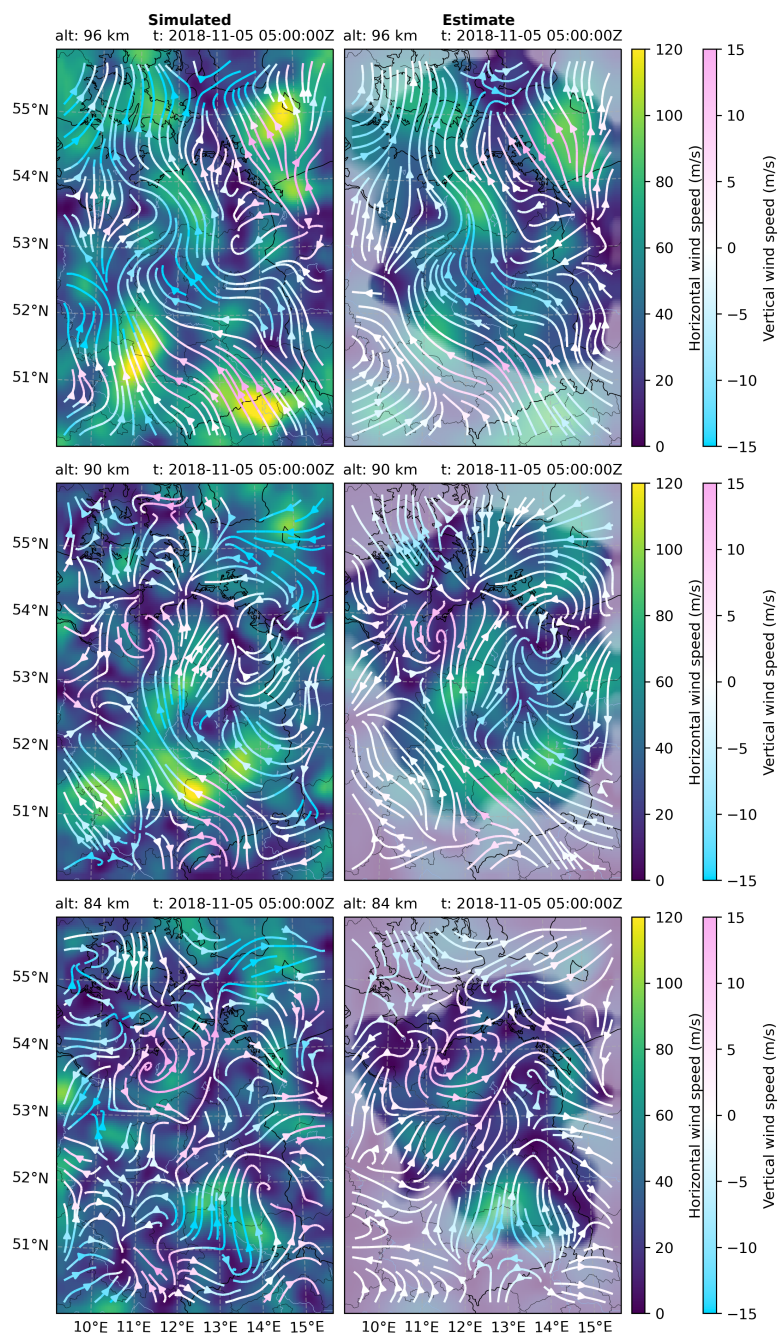 Simulated Estimate
alt: 96 km t: 2018-11-05 05:00:00Z alt: 96 km t: 2018-11-05 05:00:00Z
55°N
54°N
53°N
52°N
51°N
120
100
80
60
40
20
0
Horizontal wind speed (m/s)
15
10
5
0
−5
−10
−15
Vertical wind speed (m/s)
alt: 90 km t: 2018-11-05 05:00:00Z alt: 90 km t: 2018-11-05 05:00:00Z
55°N
54°N
53°N
52°N
51°N
120
100
80
60
40
20
0
Horizontal wind speed (m/s)
15
10
5
0
−5
−10
−15
Vertical wind speed (m/s)
alt: 84 km t: 2018-11-05 05:00:00Z alt: 84 km t: 2018-11-05 05:00:00Z
55°N
54°N
53°N
52°N
51°N
120
100
80
60
40
20
0
Horizontal wind speed (m/s)
15
10
5
0
−5
−10
−15
Vertical wind speed (m/s)
10°E 11°E 12°E 13°E 14°E 15°E 10°E 11°E 12°E 13°E 14°E 15°E